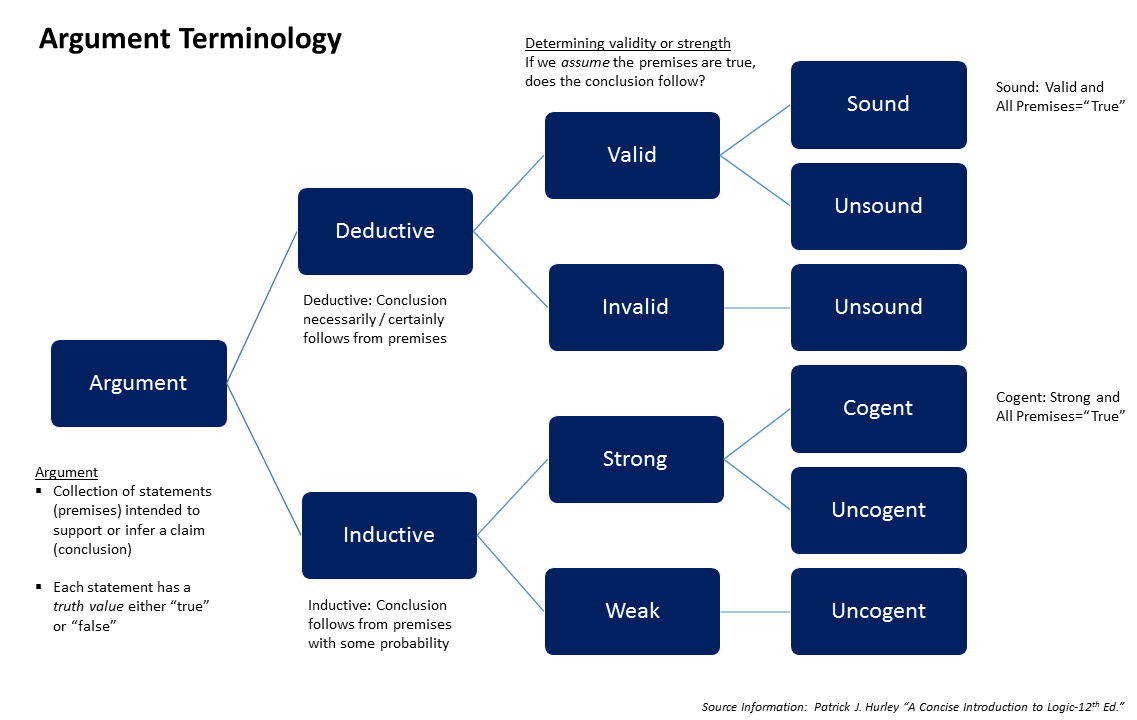 Argument Terminology
Determining validity or strength
If we assume the premises are true,
does the conclusion follow?
Sound
Sound: Valid and
All Premises=“True”
Valid
Unsound
Deductive
Deductive: Conclusion
necessarily / certainly
follows from premises
Invalid
Unsound
Argument
Argument
▪ Collection of statements
(premises) intended to
support or infer a claim
(conclusion)
▪ Each statement has a
truth value either “true”
or “false”
Cogent
Cogent: Strong and
All Premises=“True”
Strong
Uncogent
Inductive
Inductive: Conclusion
follows from premises
with some probability
Weak
Uncogent
Source Information: Patrick J. Hurley “A Concise Introduction to Logic-12th Ed.”